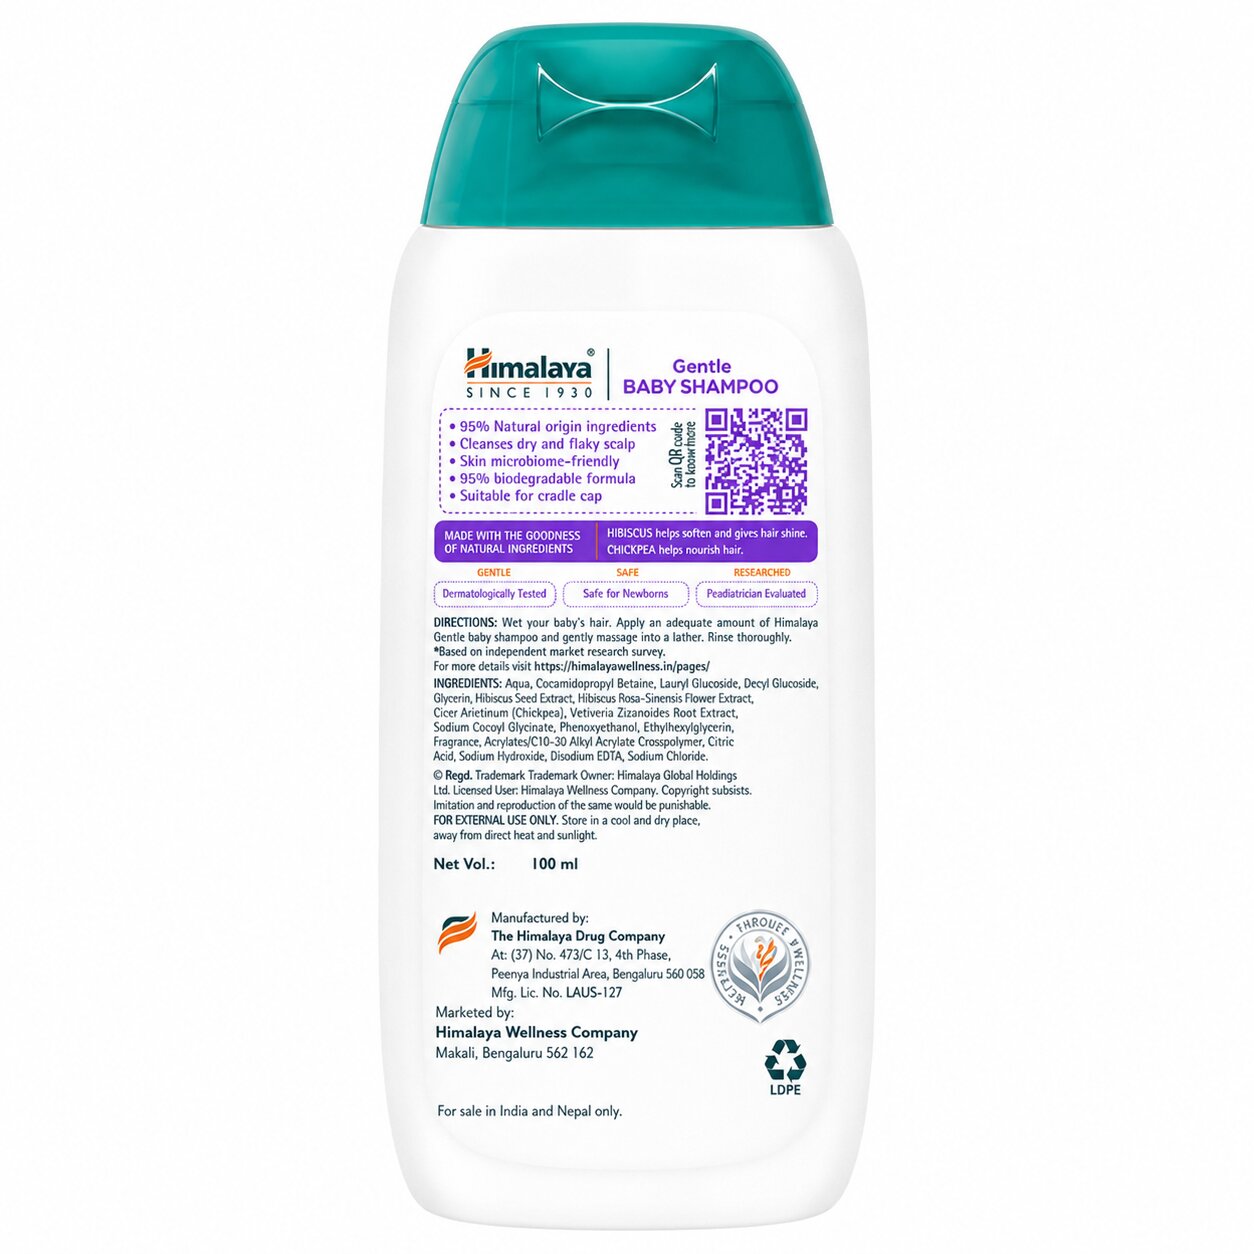 Himalaya®
SINCE 1930
Gentle
BABY SHAMPOO
• 95% Natural origin ingredients
• Cleanses dry and flaky scalp
• Skin microbiome-friendly
• 95% biodegradable formula
• Suitable for cradle cap
Scan QR
to
MADE WITH THE GOODNESS
OF NATURAL INGREDIENTS
HIBISCUS helps soften and gives hair shine.
CHICKPEA helps nourish hair.
GENTLE
Dermatologically Tested
SAFE
Safe for Newborns
RESEARCHED
Peadiatrician Evaluated
DIRECTIONS: Wet your baby's hair. Apply an adequate amount of Himalaya
Gentle baby shampoo and gently massage into a lather. Rinse thoroughly.
*Based on independent market research survey.
For more details visit https://himalayawellness.in/pages/
INGREDIENTS: Aqua, Cocamidopropyl Betaine, Lauryl Glucoside, Decyl Glucoside,
Glycerin, Hibiscus Seed Extract, Hibiscus Rosa-Sinensis Flower Extract,
Cicer Arietinum (Chickpea), Vetiveria Zizanoides Root Extract,
Sodium Cocoyl Glycinate, Phenoxyethanol, Ethylhexylglycerin,
Fragrance, Acrylates/C10-30 Alkyl Acrylate Crosspolymer, Citric
Acid, Sodium Hydroxide, Disodium EDTA, Sodium Chloride.
© Regd. Trademark Trademark Owner: Himalaya Global Holdings
Ltd. Licensed User: Himalaya Wellness Company. Copyright subsists.
Imitation and reproduction of the same would be punishable.
FOR EXTERNAL USE ONLY. Store in a cool and dry place,
away from direct heat and sunlight.
Net Vol.: 100 ml
Manufactured by:
The Himalaya Drug Company
At: (37) No. 473/C 13, 4th Phase,
Peenya Industrial Area, Bengaluru 560 058
Mfg. Lic. No. LAUS-127
Marketed by:
Himalaya Wellness Company
Makali, Bengaluru 562 162
LDPE
For sale in India and Nepal only.